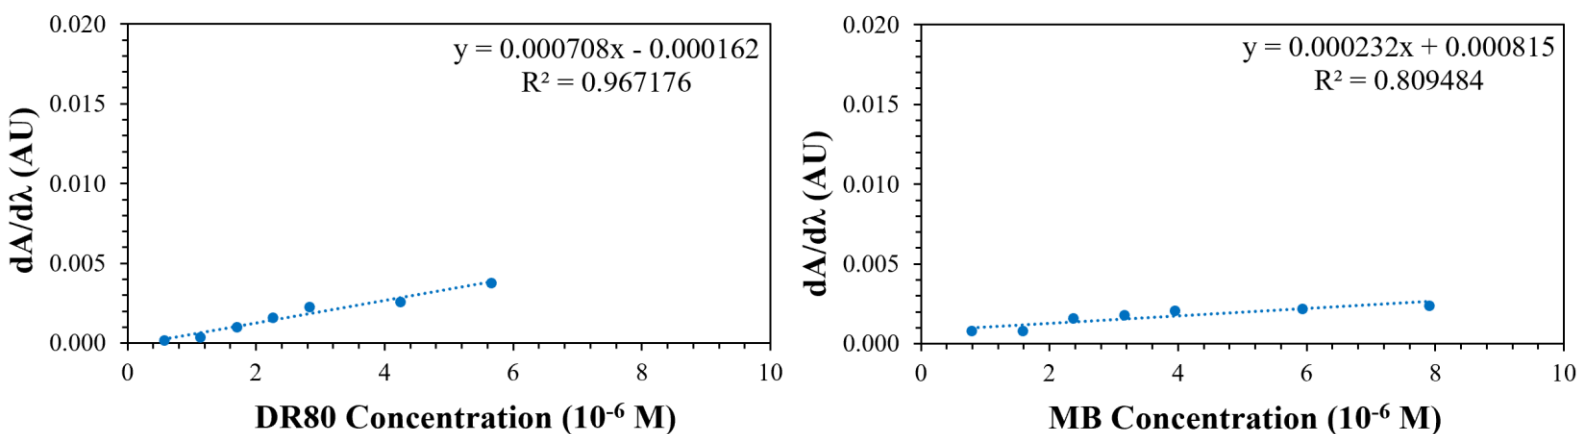 y = 0.000708x - 0.000162
R² = 0.967176
dA/dλ (AU)
0.020
0.015
0.010
0.005
0.000
0 2 4 6 8 10
DR80 Concentration (10⁻⁶ M)
y = 0.000232x + 0.000815
R² = 0.809484
dA/dλ (AU)
0.020
0.015
0.010
0.005
0.000
0 2 4 6 8 10
MB Concentration (10⁻⁶ M)